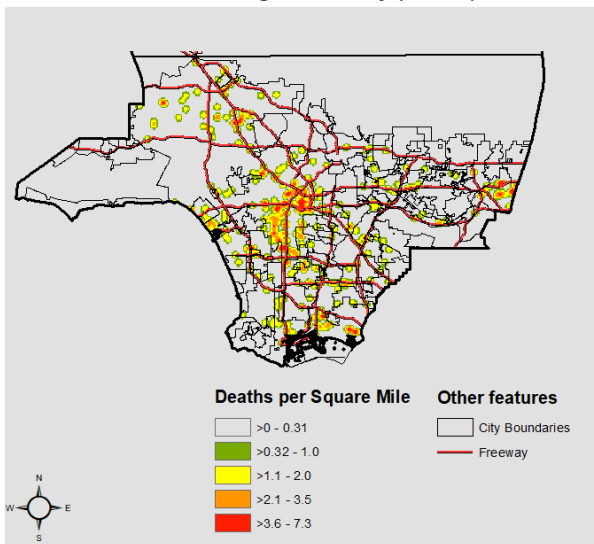 Deaths per Square Mile
>0 - 0.31
>0.32 - 1.0
>1.1 - 2.0
>2.1 - 3.5
>3.6 - 7.3
Other features
City Boundaries
Freeway
N
W E
S